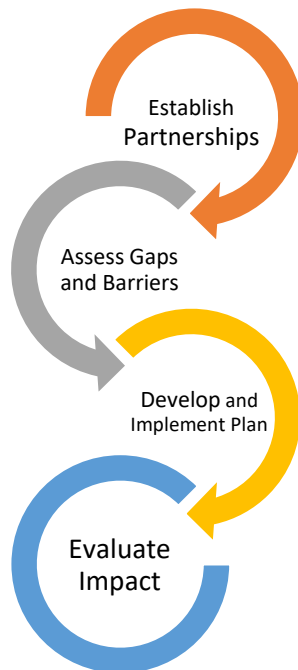 Establish
Partnerships
Assess Gaps
and Barriers
Develop and
Implement Plan
Evaluate
Impact